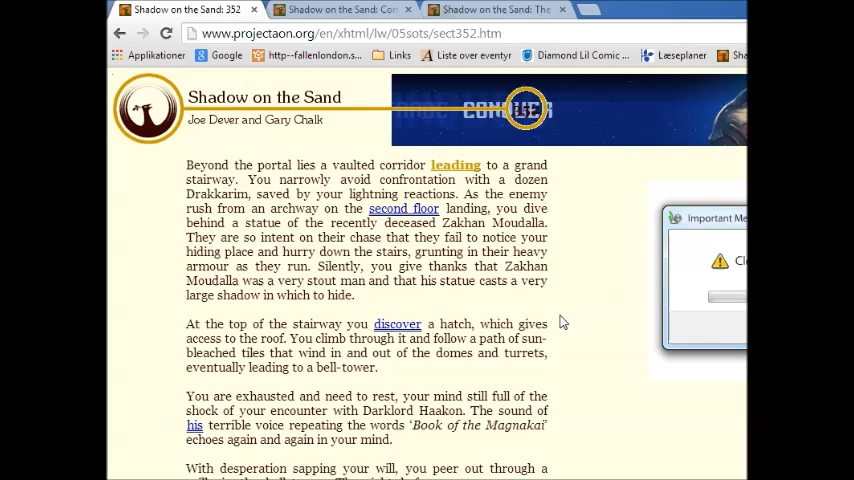 Shadow on the Sand: 352
Shadow on the Sand: Con
Shadow on the Sand: The
www.projectaon.org/en/xhtml/lw/05sots/sect352.htm
Applikationer Google http--fallenlondon.s... Links Liste over eventyr Diamond Lil Comic ... Læseplaner Sha
Shadow on the Sand
CONQUER
Joe Dever and Gary Chalk
Beyond the portal lies a vaulted corridor leading to a grand
stairway. You narrowly avoid confrontation with a dozen
Drakkarim, saved by your lightning reactions. As the enemy
rush from an archway on the second floor landing, you dive
behind a statue of the recently deceased Zakhan Moudalla.
They are so intent on their chase that they fail to notice your
hiding place and hurry down the stairs, grunting in their heavy
armour as they run. Silently, you give thanks that Zakhan
Moudalla was a very stout man and that his statue casts a very
large shadow in which to hide.
Important Me
Cl
At the top of the stairway you discover a hatch, which gives
access to the roof. You climb through it and follow a path of sun-
bleached tiles that wind in and out of the domes and turrets,
eventually leading to a bell-tower.
You are exhausted and need to rest, your mind still full of the
shock of your encounter with Darklord Haakon. The sound of
his terrible voice repeating the words ‘Book of the Magnakai’
echoes again and again in your mind.
With desperation sapping your will, you peer out through a